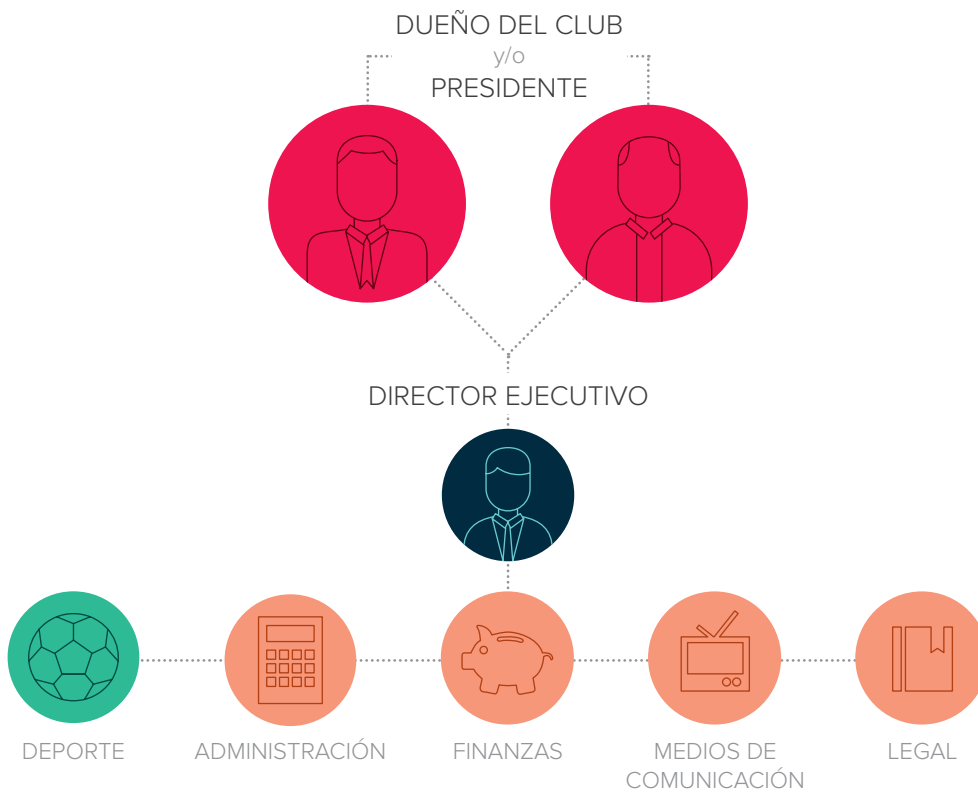 DUEÑO DEL CLUB
y/o
PRESIDENTE
DIRECTOR EJECUTIVO
DEPORTE
ADMINISTRACIÓN
FINANZAS
MEDIOS DE
COMUNICACIÓN
LEGAL